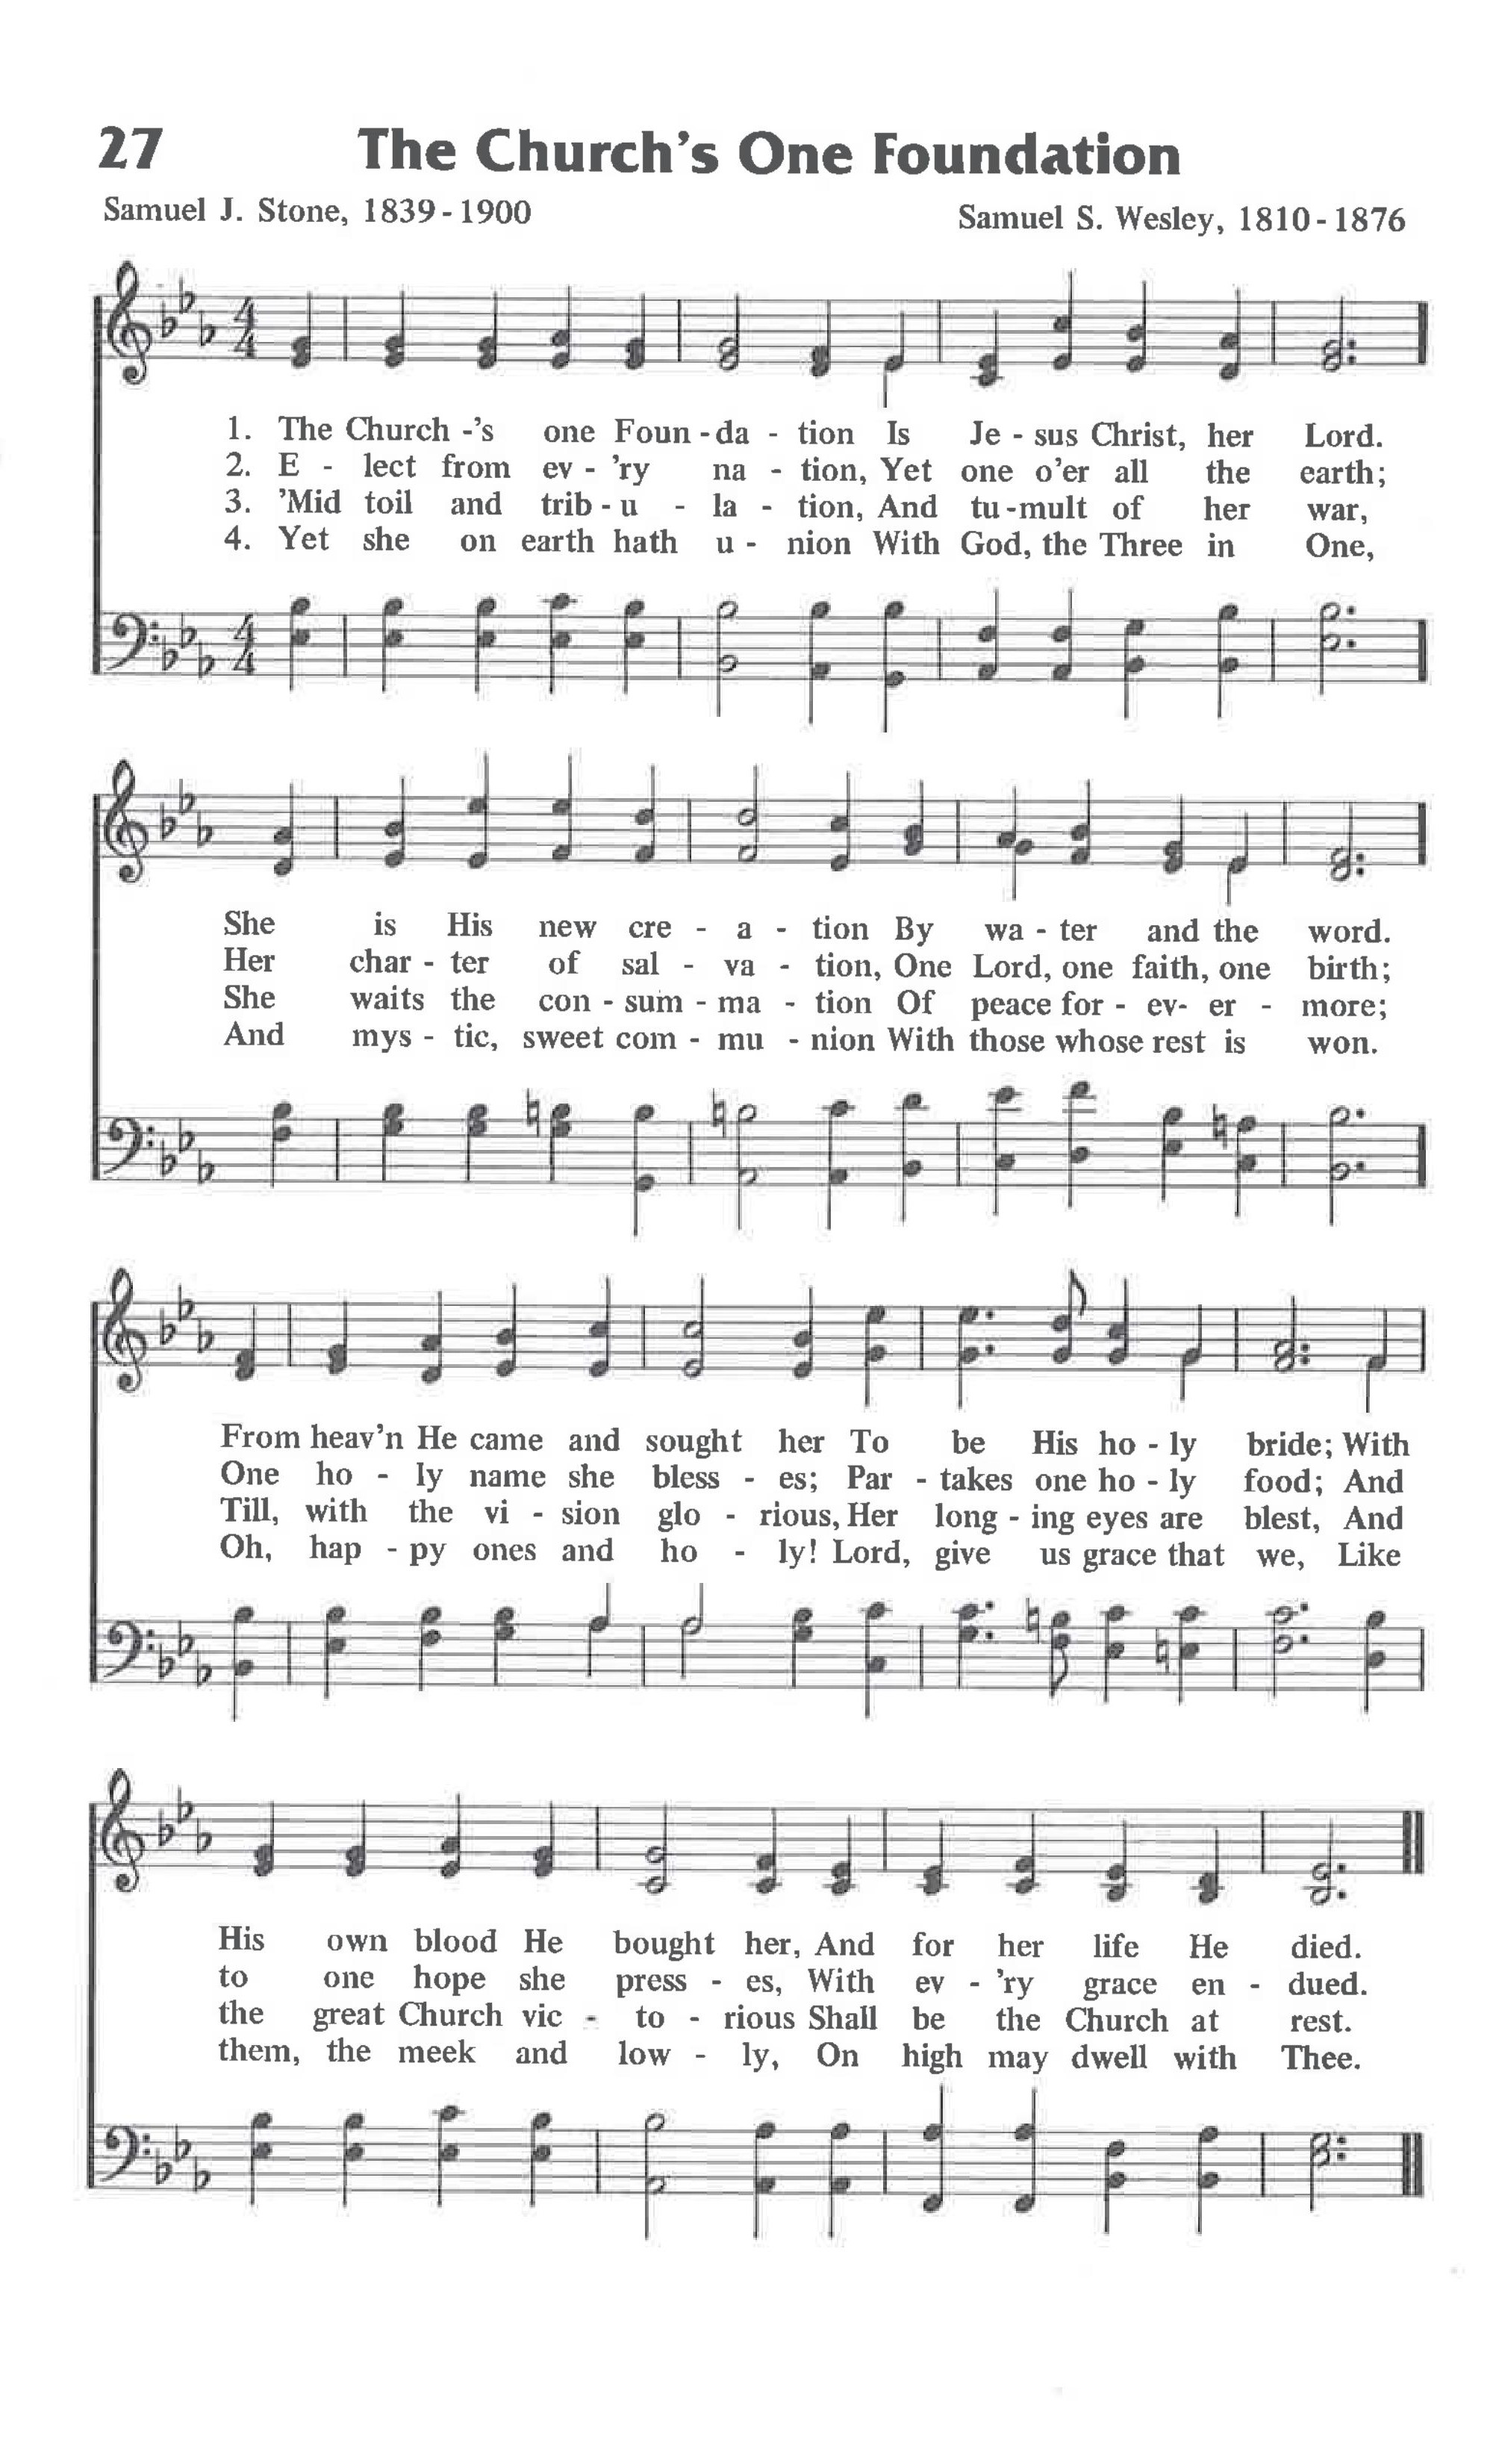 27 The Church's One Foundation
Samuel J. Stone, 1839-1900 Samuel S. Wesley, 1810-1876
4 4
1. The Church-'s one Foun-da - tion Is Je - sus Christ, her Lord.
2. E - lect from ev - 'ry na - tion, Yet one o'er all the earth;
3. 'Mid toil and trib - u - la - tion, And tu-mult of her war,
4. Yet she on earth hath u - nion With God, the Three in One,
4 4
She is His new cre - a - tion By wa - ter and the word.
Her char - ter of sal - va - tion, One Lord, one faith, one birth;
She waits the con - sum - ma - tion Of peace for - ev- er - more;
And mys - tic, sweet com - mu - nion With those whose rest is won.
From heav'n He came and sought her To be His ho - ly bride; With
One ho - ly name she bless - es; Par - takes one ho - ly food; And
Till, with the vi - sion glo - rious, Her long - ing eyes are blest, And
Oh, hap - py ones and ho - ly! Lord, give us grace that we, Like
His own blood He bought her, And for her life He died.
to one hope she press - es, With ev - 'ry grace en - dued.
the great Church vic - to - rious Shall be the Church at rest.
them, the meek and low - ly, On high may dwell with Thee.